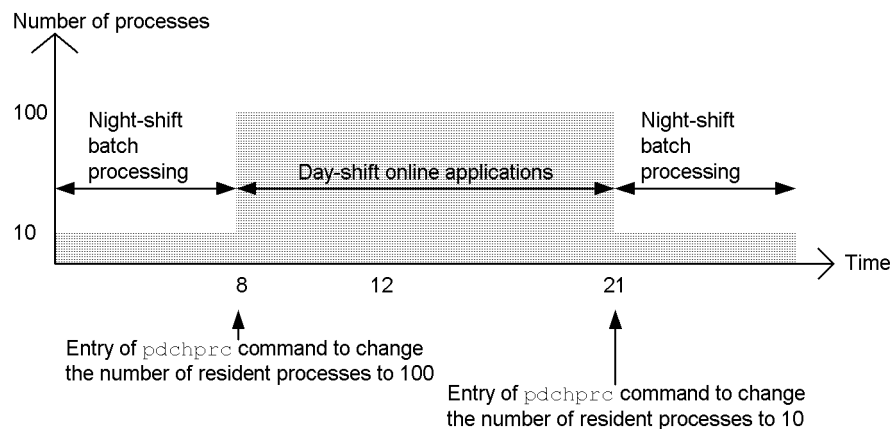 Number of processes
100
Night-shift
batch
processing
Day-shift online applications
Night-shift
batch
processing
10
Time
8
12
21
Entry of pdchprc command to change
the number of resident processes to 100
Entry of pdchprc command to change
the number of resident processes to 10